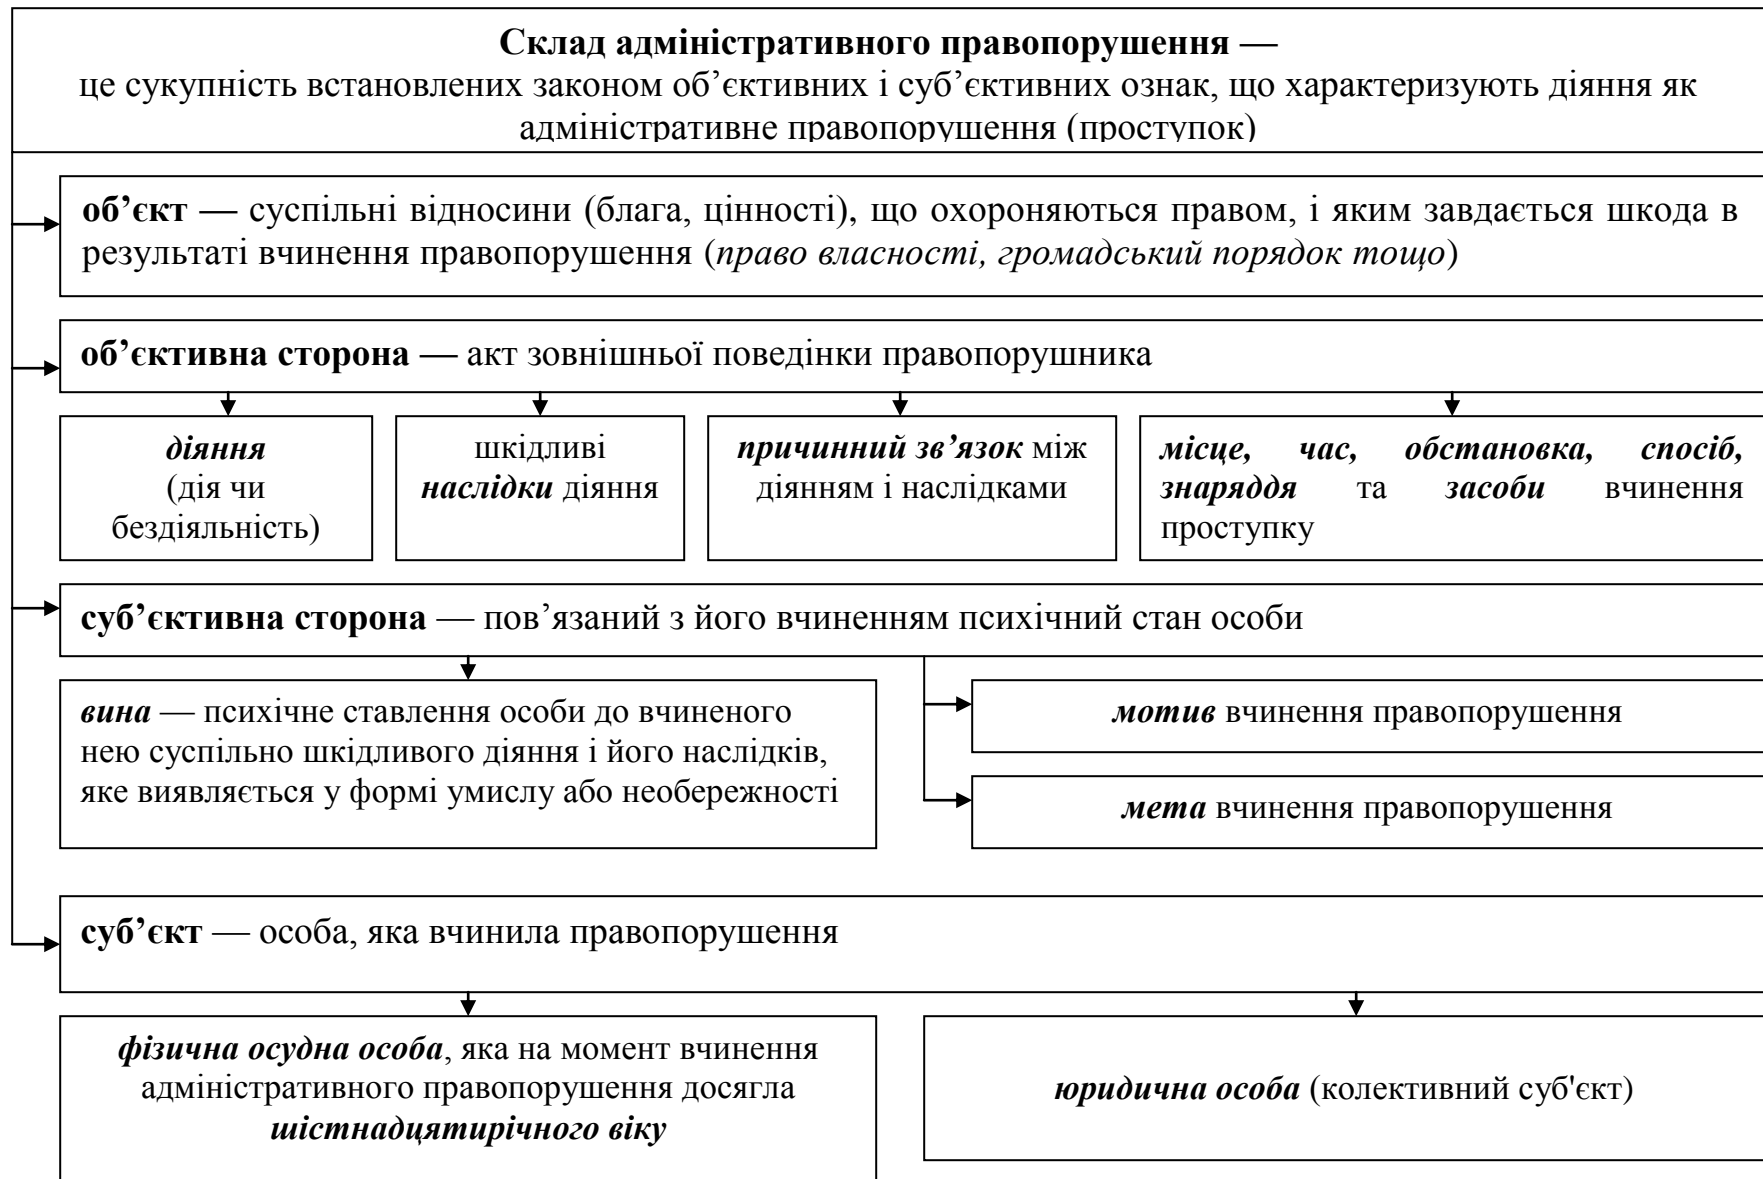 Склад адміністративного правопорушення —
це сукупність встановлених законом об’єктивних і суб’єктивних ознак, що характеризують діяння як
адміністративне правопорушення (проступок)
об’єкт — суспільні відносини (блага, цінності), що охороняються правом, і яким завдається шкода в
результаті вчинення правопорушення (право власності, громадський порядок тощо)
об’єктивна сторона — акт зовнішньої поведінки правопорушника
діяння
(дія чи
бездіяльність)
шкідливі
наслідки діяння
причинний зв’язок між
діянням і наслідками
місце, час, обстановка, спосіб,
знаряддя та засоби вчинення
проступку
суб’єктивна сторона — пов’язаний з його вчиненням психічний стан особи
вина — психічне ставлення особи до вчиненого
нею суспільно шкідливого діяння і його наслідків,
яке виявляється у формі умислу або необережності
мотив вчинення правопорушення
мета вчинення правопорушення
суб’єкт — особа, яка вчинила правопорушення
фізична осудна особа, яка на момент вчинення
адміністративного правопорушення досягла
шістнадцятирічного віку
юридична особа (колективний суб'єкт)